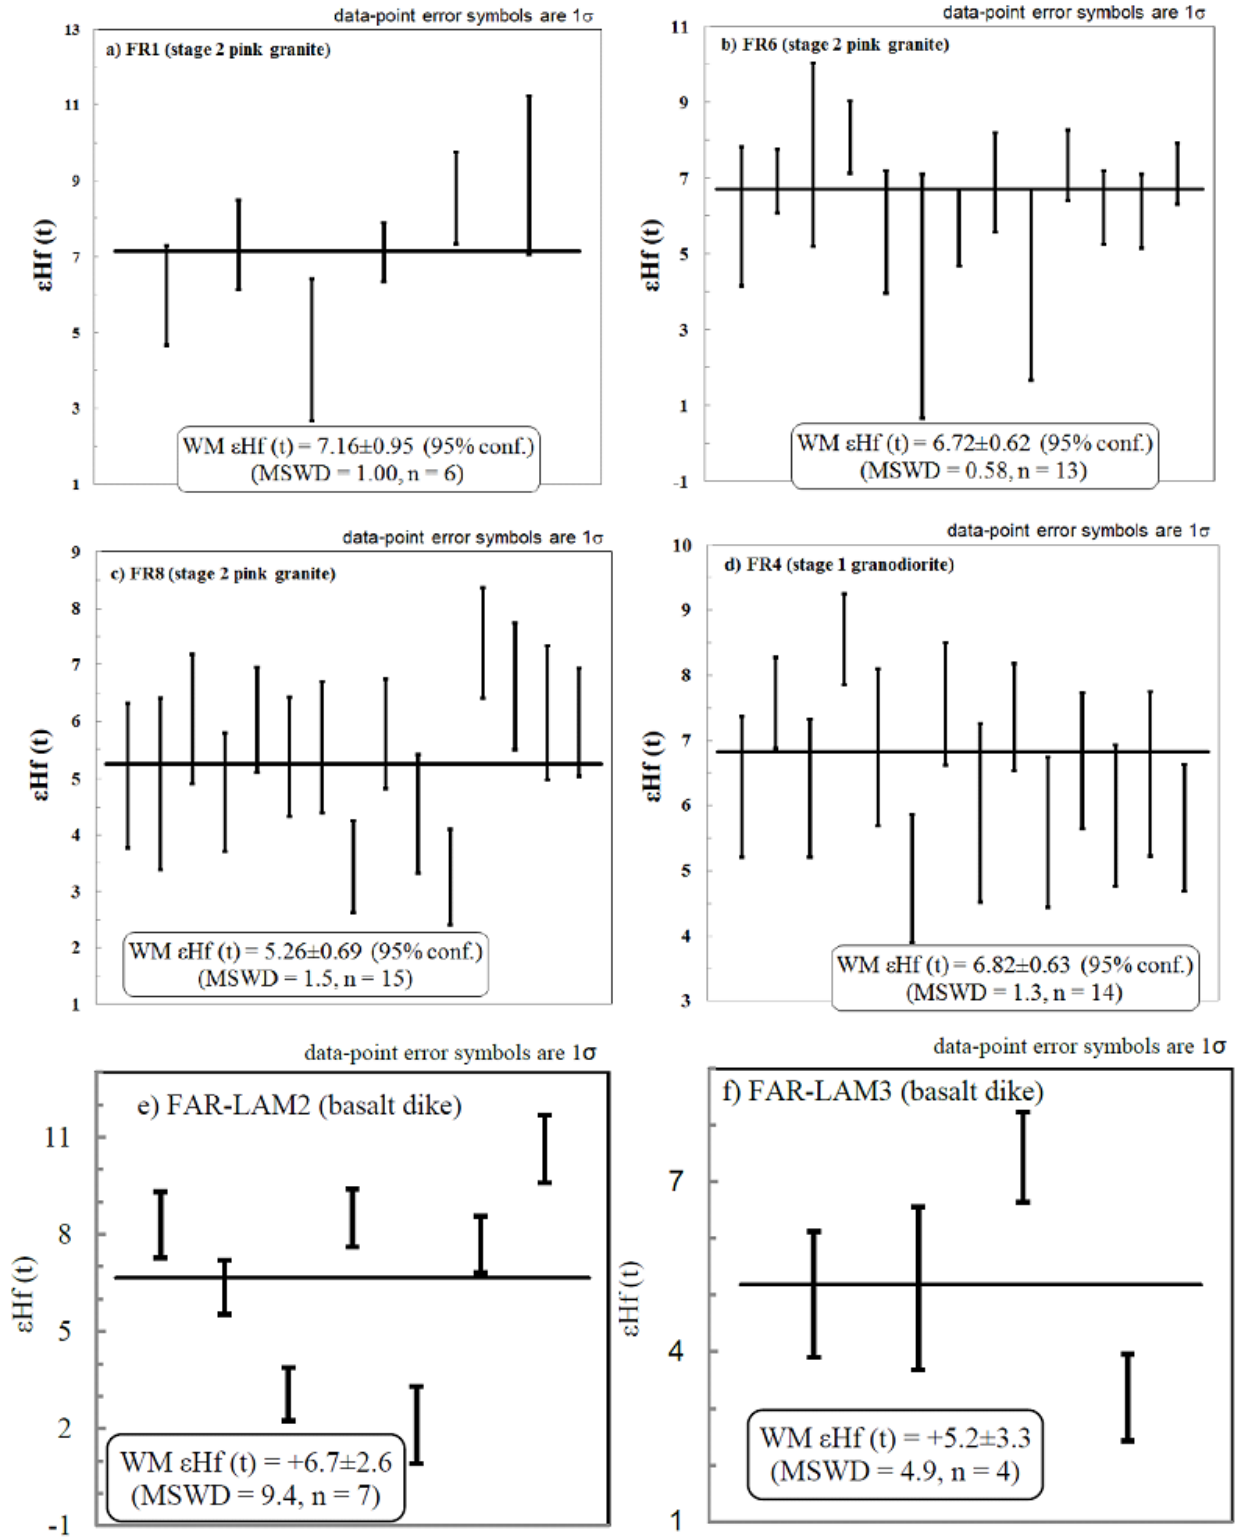 data-point error symbols are 1σ
a) FR1 (stage 2 pink granite)
13
11
9
7
5
3
1
εHf (t)
WM εHf (t) = 7.16±0.95 (95% conf.)
(MSWD = 1.00, n = 6)
data-point error symbols are 1σ
b) FR6 (stage 2 pink granite)
11
9
7
5
3
1
-1
εHf (t)
WM εHf (t) = 6.72±0.62 (95% conf.)
(MSWD = 0.58, n = 13)
data-point error symbols are 1σ
c) FR8 (stage 2 pink granite)
9
8
7
6
5
4
3
2
1
εHf (t)
WM εHf (t) = 5.26±0.69 (95% conf.)
(MSWD = 1.5, n = 15)
data-point error symbols are 1σ
d) FR4 (stage 1 granodiorite)
10
9
8
7
6
5
4
3
εHf (t)
WM εHf (t) = 6.82±0.63 (95% conf.)
(MSWD = 1.3, n = 14)
data-point error symbols are 1σ
e) FAR-LAM2 (basalt dike)
11
8
5
2
-1
εHf (t)
WM εHf (t) = +6.7±2.6
(MSWD = 9.4, n = 7)
data-point error symbols are 1σ
f) FAR-LAM3 (basalt dike)
7
4
1
εHf (t)
WM εHf (t) = +5.2±3.3
(MSWD = 4.9, n = 4)